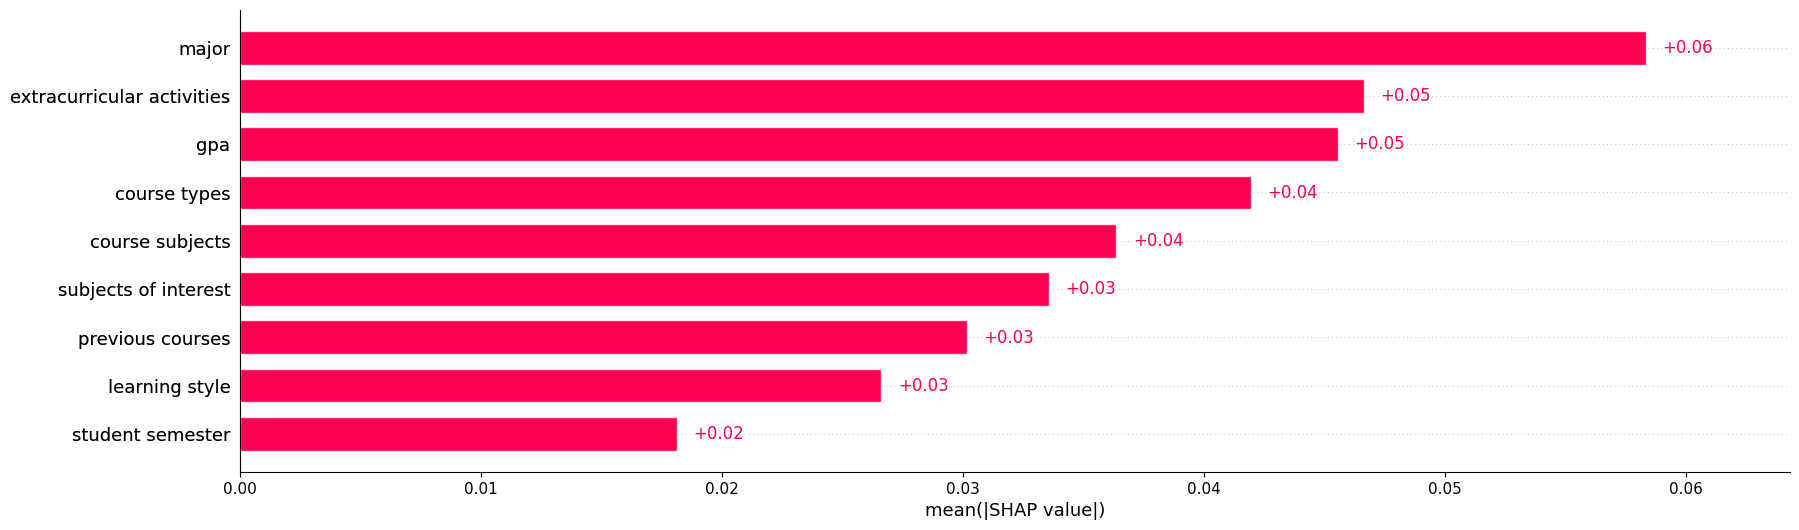 major +0.06
extracurricular activities +0.05
gpa +0.05
course types +0.04
course subjects +0.04
subjects of interest +0.03
previous courses +0.03
learning style +0.03
student semester +0.02
0.00 0.01 0.02 0.03 0.04 0.05 0.06
mean(|SHAP value|)